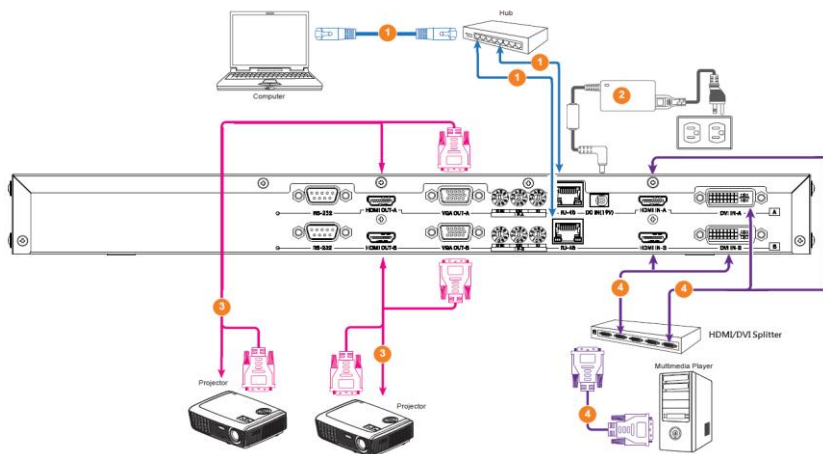 Hub
1
Computer
1
1
2
RS-232
HDMI OUT-A
VGA OUT-A
RJ-45
DC IN(19V)
HDMI IN-A
DVI IN-A
A
RS-232
HDMI OUT-B
VGA OUT-B
RJ-45
HDMI IN-B
DVI IN-B
B
3
4
4
HDMI/DVI Splitter
3
Projector
Projector
Multimedia Player
4